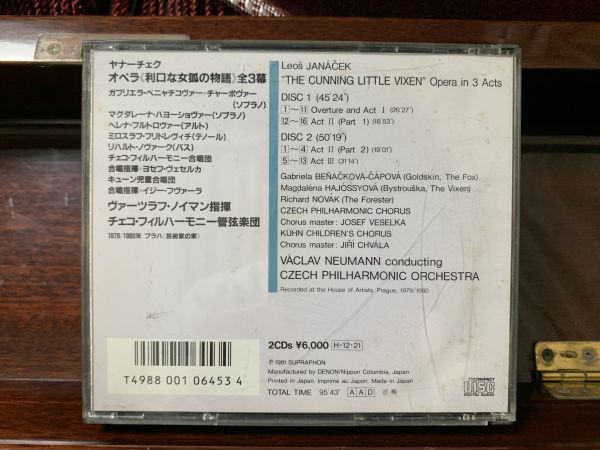 ヤナーチェク
オペラ《利口な女狐の物語》全3幕
ガブリエラ・ベニャチコヴァー=チャーポヴァー
(ソプラノ)
マグダレーナ・ハヨーショヴァー(ソプラノ)
ヘレナ・ブルトロヴァー(アルト)
ミロスラフ・フリドレヴィチ(テノール)
リハルト・ノヴァーク(バス)
チェコ・フィルハーモニー合唱団
合唱指揮=ヨセフ・ヴェセルカ
キューン児童合唱団
合唱指揮=イジー・フヴァーラ
ヴァーツラフ・ノイマン指揮
チェコ・フィルハーモニー管弦楽団
1979/1980年 プラハ《芸術家の家》
T4988 001 06453 4
Leoš JANÁČEK
"THE CUNNING LITTLE VIXEN" Opera in 3 Acts
DISC 1 (45′24″)
1~11 Overture and Act I (26′27″)
12~16 Act II (Part 1) (18′53″)
DISC 2 (50′19″)
1~4 Act II (Part 2) (19′01″)
5~13 Act III (31′14″)
Gabriela BEŇAČKOVÁ-ČÁPOVÁ (Goldskin, The Fox)
Magdaléna HAJÓSSYOVÁ (Bystrouška, The Vixen)
Richard NOVÁK (The Forester)
CZECH PHILHARMONIC CHORUS
Chorus master: JOSEF VESELKA
KÜHN CHILDREN'S CHORUS
Chorus master: JIŘÍ CHVÁLA
VÁCLAV NEUMANN conducting
CZECH PHILHARMONIC ORCHESTRA
Recorded at the House of Artists, Prague, 1979/1980
2CDs ¥6,000 H·12·21
Ⓟ 1981 SUPRAPHON
Manufactured by DENON/Nippon Columbia, Japan
Printed in Japan. Imprimé au Japon. Made in Japan
TOTAL TIME 95′43″ AAD
COMPACT
disc
DIGITAL AUDIO